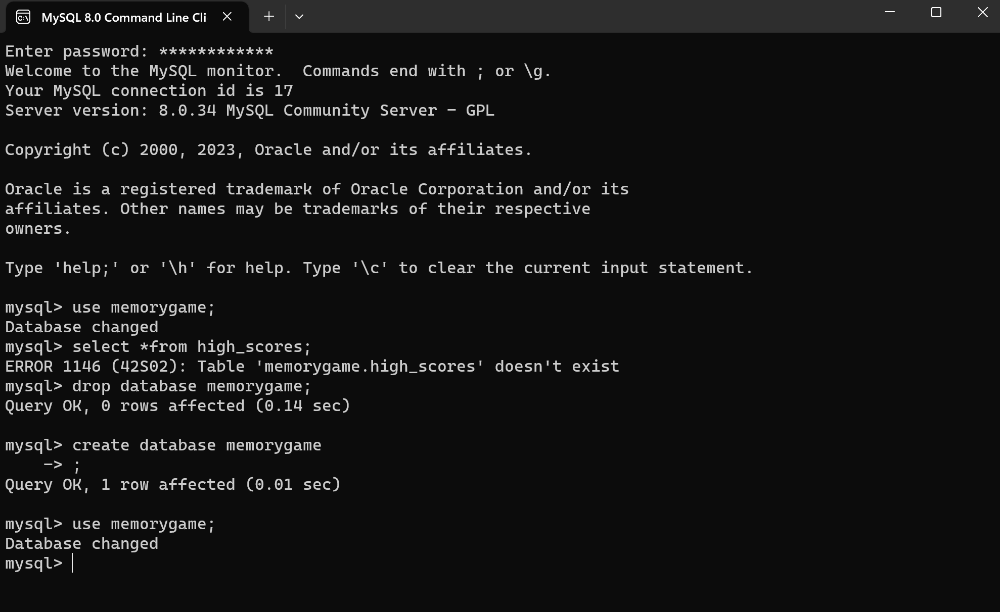 MySQL 8.0 Command Line Cli
Enter password: ************
Welcome to the MySQL monitor.  Commands end with ; or \g.
Your MySQL connection id is 17
Server version: 8.0.34 MySQL Community Server - GPL
Copyright (c) 2000, 2023, Oracle and/or its affiliates.
Oracle is a registered trademark of Oracle Corporation and/or its
affiliates. Other names may be trademarks of their respective
owners.
Type 'help;' or '\h' for help. Type '\c' to clear the current input statement.
mysql> use memorygame;
Database changed
mysql> select *from high_scores;
ERROR 1146 (42S02): Table 'memorygame.high_scores' doesn't exist
mysql> drop database memorygame;
Query OK, 0 rows affected (0.14 sec)
mysql> create database memorygame
    -> ;
Query OK, 1 row affected (0.01 sec)
mysql> use memorygame;
Database changed
mysql>